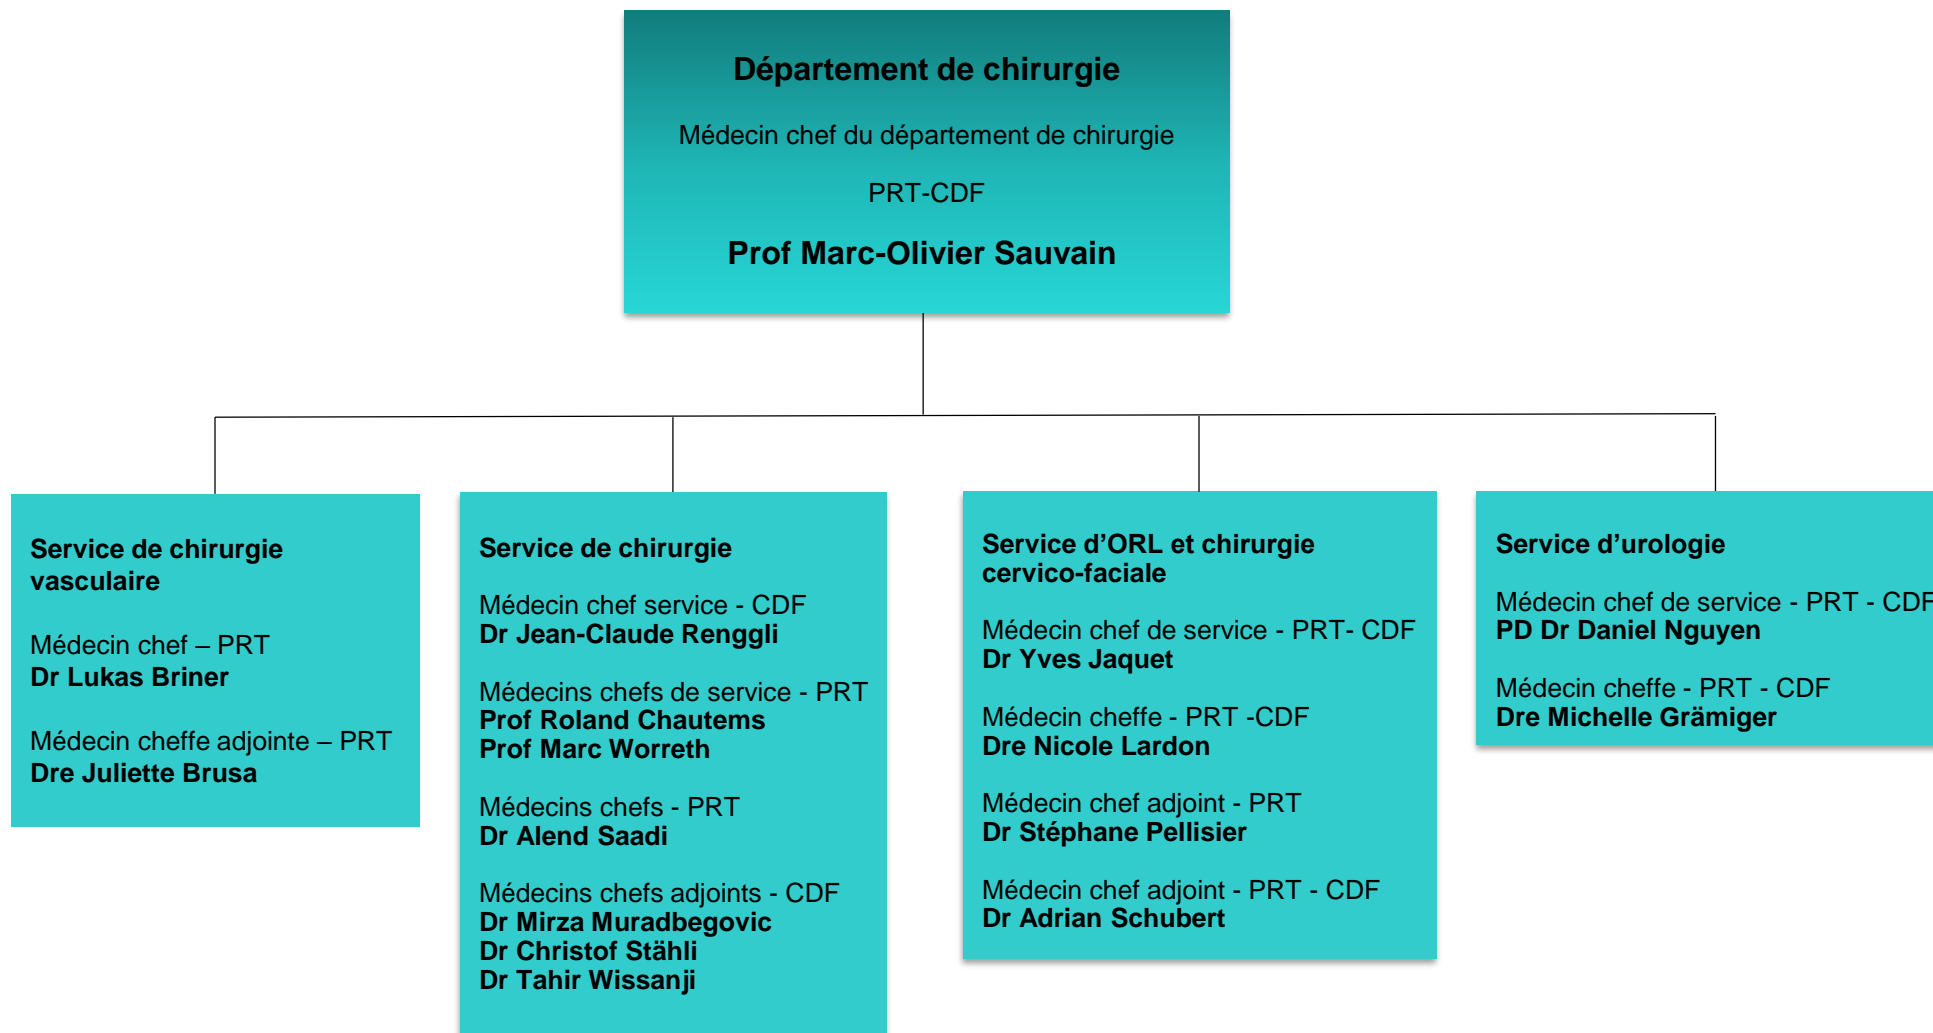 Département de chirurgie
Médecin chef du département de chirurgie
PRT-CDF
Prof Marc-Olivier Sauvain
Service de chirurgie
vasculaire
Médecin chef – PRT
Dr Lukas Briner
Médecin cheffe adjointe – PRT
Dre Juliette Brusa
Service de chirurgie
Médecin chef service - CDF
Dr Jean-Claude Renggli
Médecins chefs de service - PRT
Prof Roland Chautems
Prof Marc Worreth
Médecins chefs - PRT
Dr Alend Saadi
Médecins chefs adjoints - CDF
Dr Mirza Muradbegovic
Dr Christof Stähli
Dr Tahir Wissanji
Service d’ORL et chirurgie
cervico-faciale
Médecin chef de service - PRT- CDF
Dr Yves Jaquet
Médecin cheffe - PRT -CDF
Dre Nicole Lardon
Médecin chef adjoint - PRT
Dr Stéphane Pellisier
Médecin chef adjoint - PRT - CDF
Dr Adrian Schubert
Service d’urologie
Médecin chef de service - PRT - CDF
PD Dr Daniel Nguyen
Médecin cheffe - PRT - CDF
Dre Michelle Grämiger